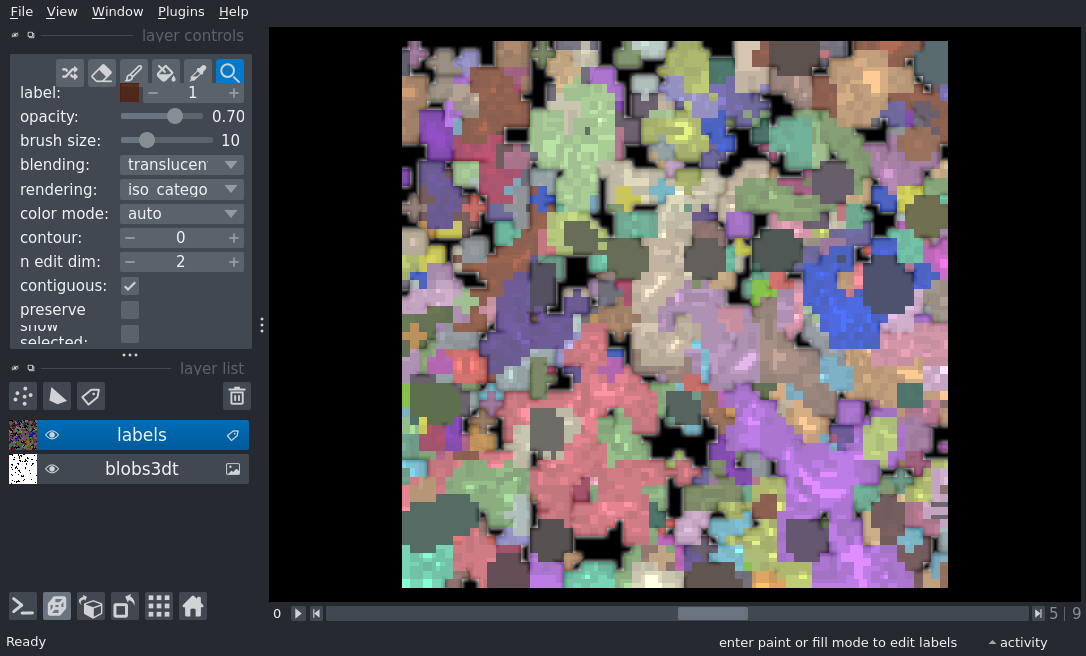 File View Window Plugins Help
layer controls
label: 1
opacity: 0.70
brush size: 10
blending: translucen
rendering: iso_catego
color mode: auto
contour: 0
n edit dim: 2
contiguous:
preserve
show
selected:
layer list
labels
blobs3dt
0 5 | 9
Ready enter paint or fill mode to edit labels activity